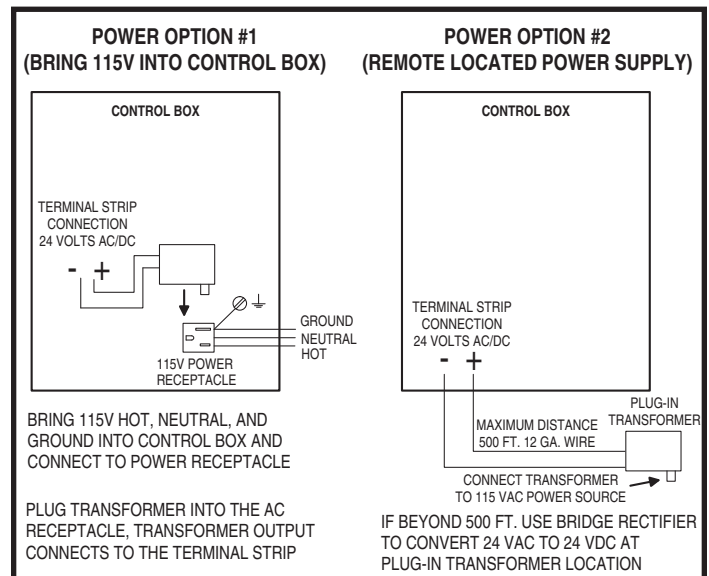 POWER OPTION #1
(BRING 115V INTO CONTROL BOX)
CONTROL BOX
TERMINAL STRIP
CONNECTION
24 VOLTS AC/DC
- +
GROUND
NEUTRAL
HOT
115V POWER
RECEPTACLE
BRING 115V HOT, NEUTRAL, AND
GROUND INTO CONTROL BOX AND
CONNECT TO POWER RECEPTACLE
PLUG TRANSFORMER INTO THE AC
RECEPTACLE, TRANSFORMER OUTPUT
CONNECTS TO THE TERMINAL STRIP
POWER OPTION #2
(REMOTE LOCATED POWER SUPPLY)
CONTROL BOX
TERMINAL STRIP
CONNECTION
24 VOLTS AC/DC
- +
PLUG-IN
TRANSFORMER
MAXIMUM DISTANCE
500 FT. 12 GA. WIRE
CONNECT TRANSFORMER
TO 115 VAC POWER SOURCE
IF BEYOND 500 FT. USE BRIDGE RECTIFIER
TO CONVERT 24 VAC TO 24 VDC AT
PLUG-IN TRANSFORMER LOCATION